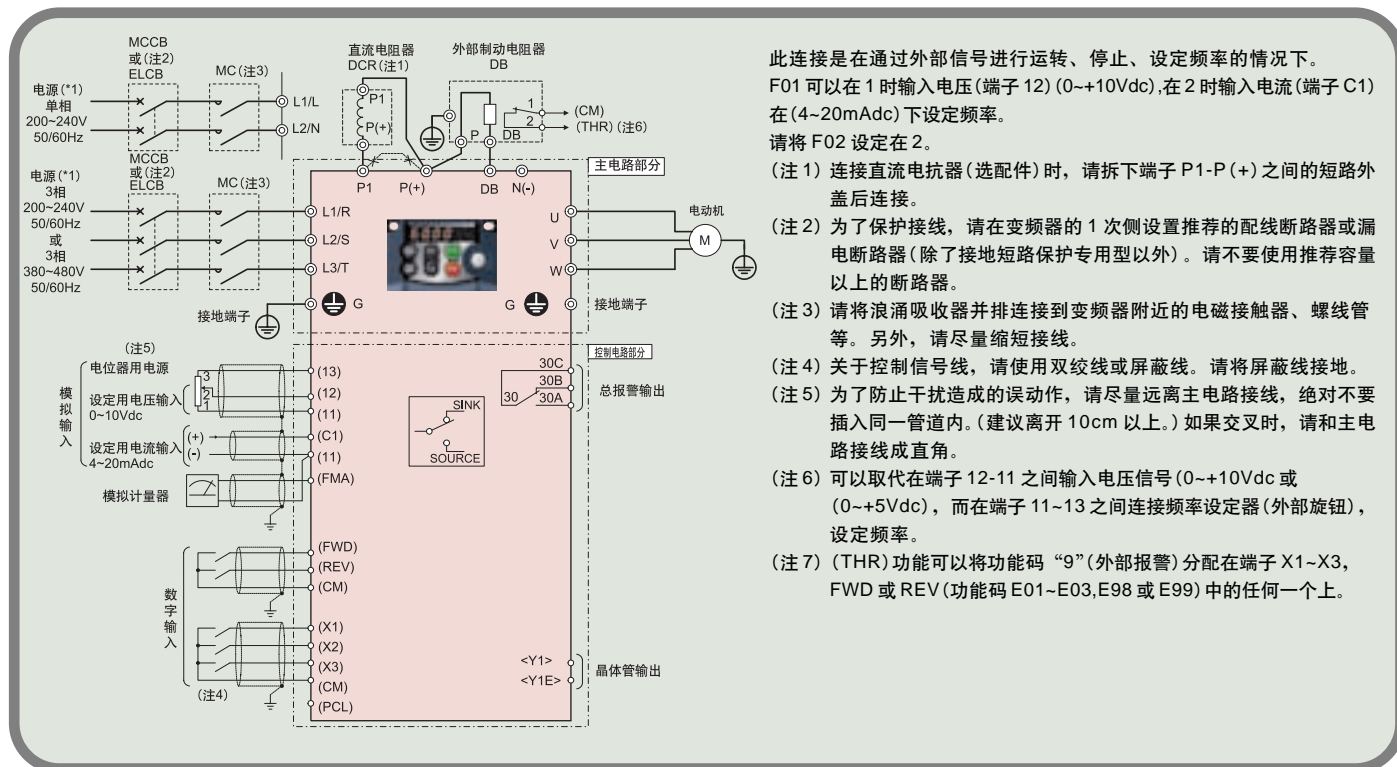 MCCB
或(注2)
ELCB
MC(注3)
电源(*1)
单相
200~240V
50/60Hz
L1/L
L2/N
直流电阻器
DCR(注1)
P1
P(+)
外部制动电阻器
DB
1
2
P
DB
(CM)
(THR)(注6)
主电路部分
MCCB
或(注2)
ELCB
MC(注3)
电源(*1)
3相
200~240V
50/60Hz
或
3相
380~480V
50/60Hz
P1
P(+)
DB
N(-)
L1/R
L2/S
L3/T
U
V
W
电动机
M
G
G
接地端子
接地端子
控制电路部分
(注5)
电位器用电源
模拟输入
3
2
1
设定用电压输入
0~10Vdc
(+)
(-)
设定用电流输入
4~20mAdc
模拟计量器
(13)
(12)
(11)
(C1)
(11)
(FMA)
SINK
SOURCE
30C
30B
30
30A
总报警输出
数字输入
(FWD)
(REV)
(CM)
(X1)
(X2)
(X3)
(CM)
(PCL)
(注4)
<Y1>
<Y1E>
晶体管输出
此连接是在通过外部信号进行运转、停止、设定频率的情况下。
F01 可以在 1 时输入电压(端子 12)(0~+10Vdc),在 2 时输入电流(端子 C1)
在(4~20mAdc)下设定频率。
请将 F02 设定在 2。
(注 1) 连接直流电抗器(选配件)时，请拆下端子 P1-P(+)之间的短路外
盖后连接。
(注 2) 为了保护接线，请在变频器的 1 次侧设置推荐的配线断路器或漏
电断路器(除了接地短路保护专用型以外)。请不要使用推荐容量
以上的断路器。
(注 3) 请将浪涌吸收器并排连接到变频器附近的电磁接触器、螺线管
等。另外，请尽量缩短接线。
(注 4) 关于控制信号线，请使用双绞线或屏蔽线。请将屏蔽线接地。
(注 5) 为了防止干扰造成的误动作，请尽量远离主电路接线，绝对不要
插入同一管道内。(建议离开 10cm 以上。)如果交叉时，请和主电
路接线成直角。
(注 6) 可以取代在端子 12-11 之间输入电压信号(0~+10Vdc 或
(0~+5Vdc)，而在端子 11~13 之间连接频率设定器(外部旋钮)，
设定频率。
(注 7) (THR)功能可以将功能码“9”(外部报警)分配在端子 X1~X3，
FWD 或 REV(功能码 E01~E03,E98 或 E99)中的任何一个上。